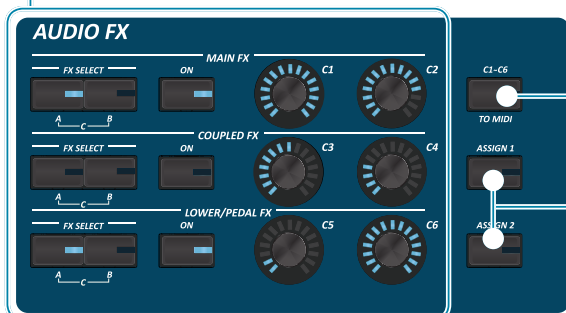 AUDIO FX
MAIN FX
FX SELECT ON C1 C2 C1-C6
A B
C
TO MIDI
COUPLED FX
FX SELECT ON C3 C4 ASSIGN 1
A B
C
LOWER/PEDAL FX
FX SELECT ON C5 C6 ASSIGN 2
A B
C